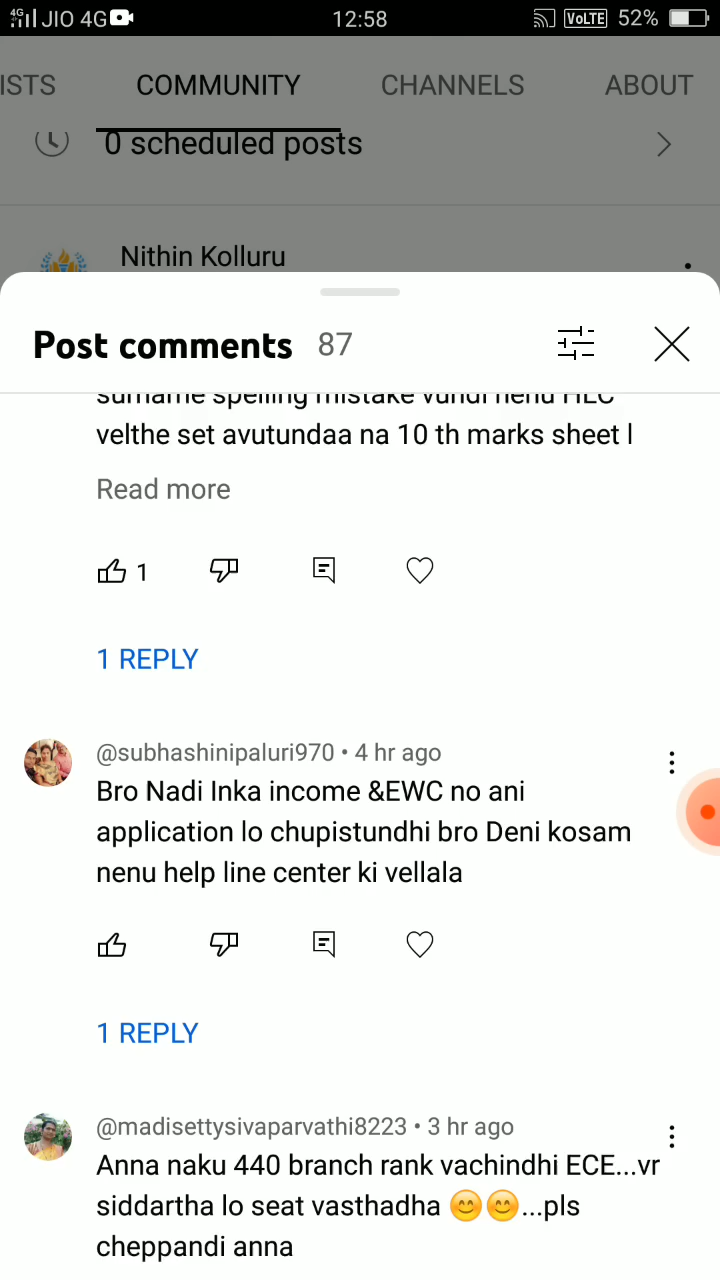 4G JIO 4G 12:58 VoLTE 52%
ISTS COMMUNITY CHANNELS ABOUT
0 scheduled posts
Nithin Kolluru
Post comments 87
surname spelling mistake vundi nenu HLC
velthe set avutundaa na 10 th marks sheet l
Read more
1
1 REPLY
@subhashinipaluri970 • 4 hr ago
Bro Nadi Inka income &EWC no ani
application lo chupistundhi bro Deni kosam
nenu help line center ki vellala
1 REPLY
@madisettysivaparvathi8223 • 3 hr ago
Anna naku 440 branch rank vachindhi ECE...vr
siddartha lo seat vasthadha 😊😊...pls
cheppandi anna